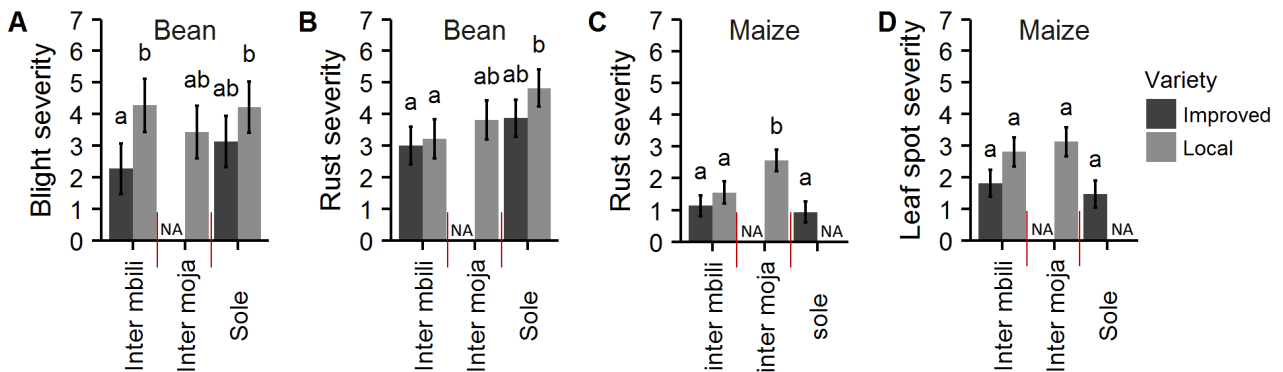 A
Bean
Blight severity
7
6
5
4
3
2
1
0
a
b
ab
ab
b
NA
Inter mbili
Inter moja
Sole
B
Bean
Rust severity
7
6
5
4
3
2
1
0
a
a
ab
ab
b
NA
Inter mbili
Inter moja
Sole
C
Maize
Rust severity
7
6
5
4
3
2
1
0
a
a
b
a
NA
NA
inter mbili
inter moja
sole
D
Maize
Leaf spot severity
7
6
5
4
3
2
1
0
a
a
a
a
NA
NA
Inter mbili
Inter moja
Sole
Variety
Improved
Local